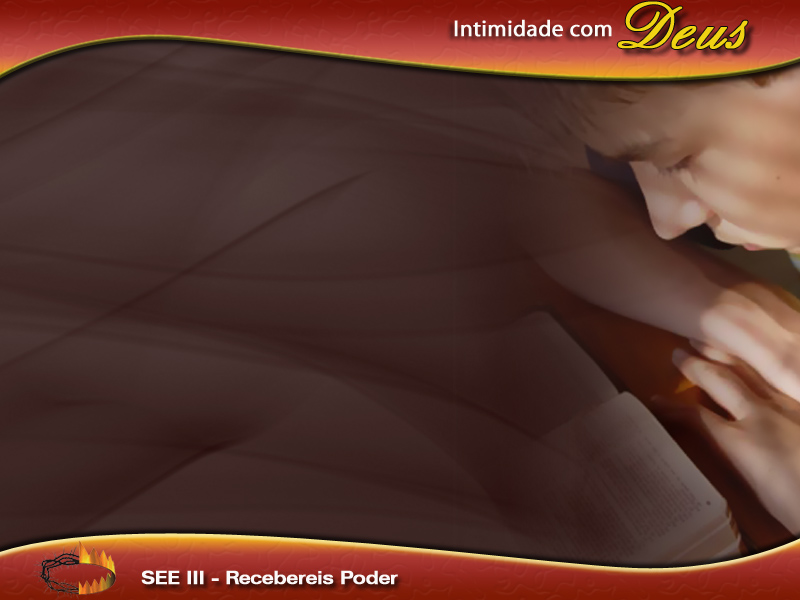 Intimidade com Deus
SEE III - Recebereis Poder